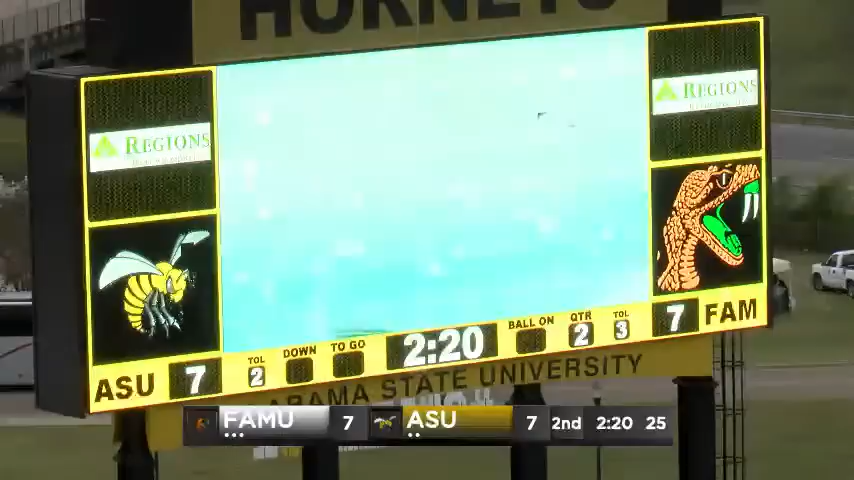 HORNETS
REGIONS
REGIONS
TOL DOWN TO GO 2:20 BALL ON QTR TOL
ASU 7 2 2 3 7 FAM
ALABAMA STATE UNIVERSITY
FAMU 7 ASU 7 2nd 2:20 25